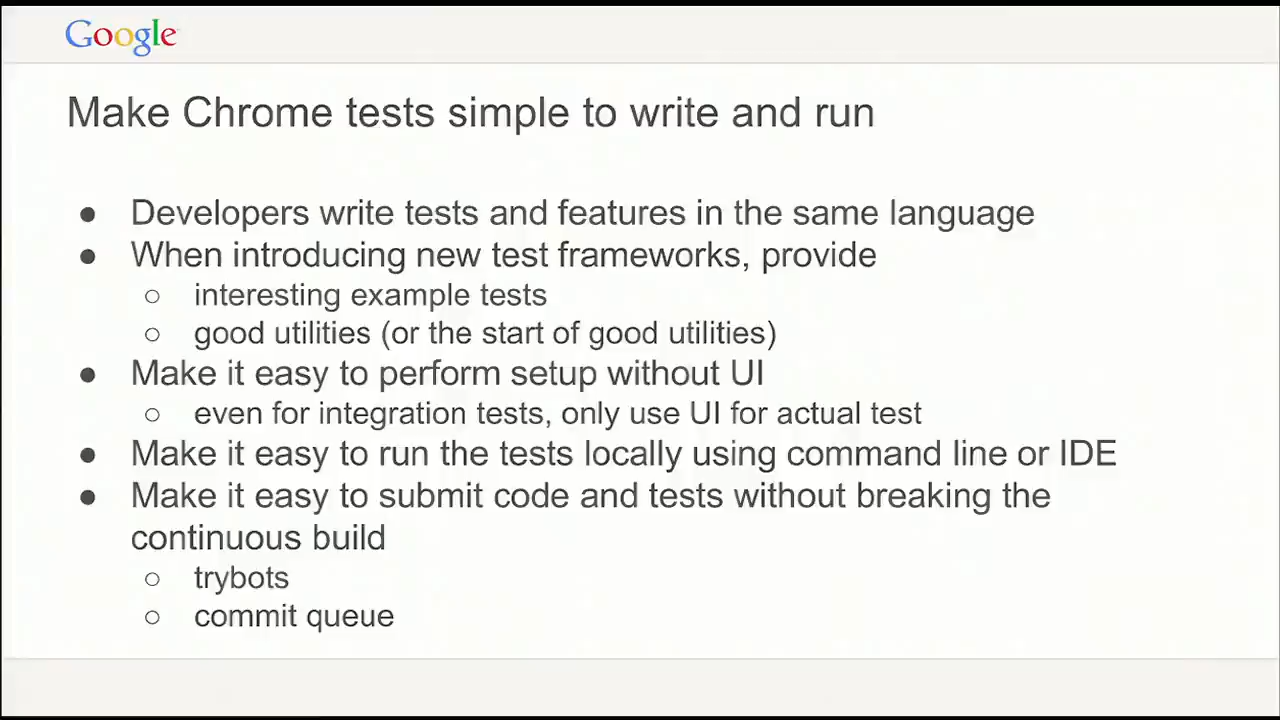 Google
Make Chrome tests simple to write and run
● Developers write tests and features in the same language
● When introducing new test frameworks, provide
○ interesting example tests
○ good utilities (or the start of good utilities)
● Make it easy to perform setup without UI
○ even for integration tests, only use UI for actual test
● Make it easy to run the tests locally using command line or IDE
● Make it easy to submit code and tests without breaking the
continuous build
○ trybots
○ commit queue